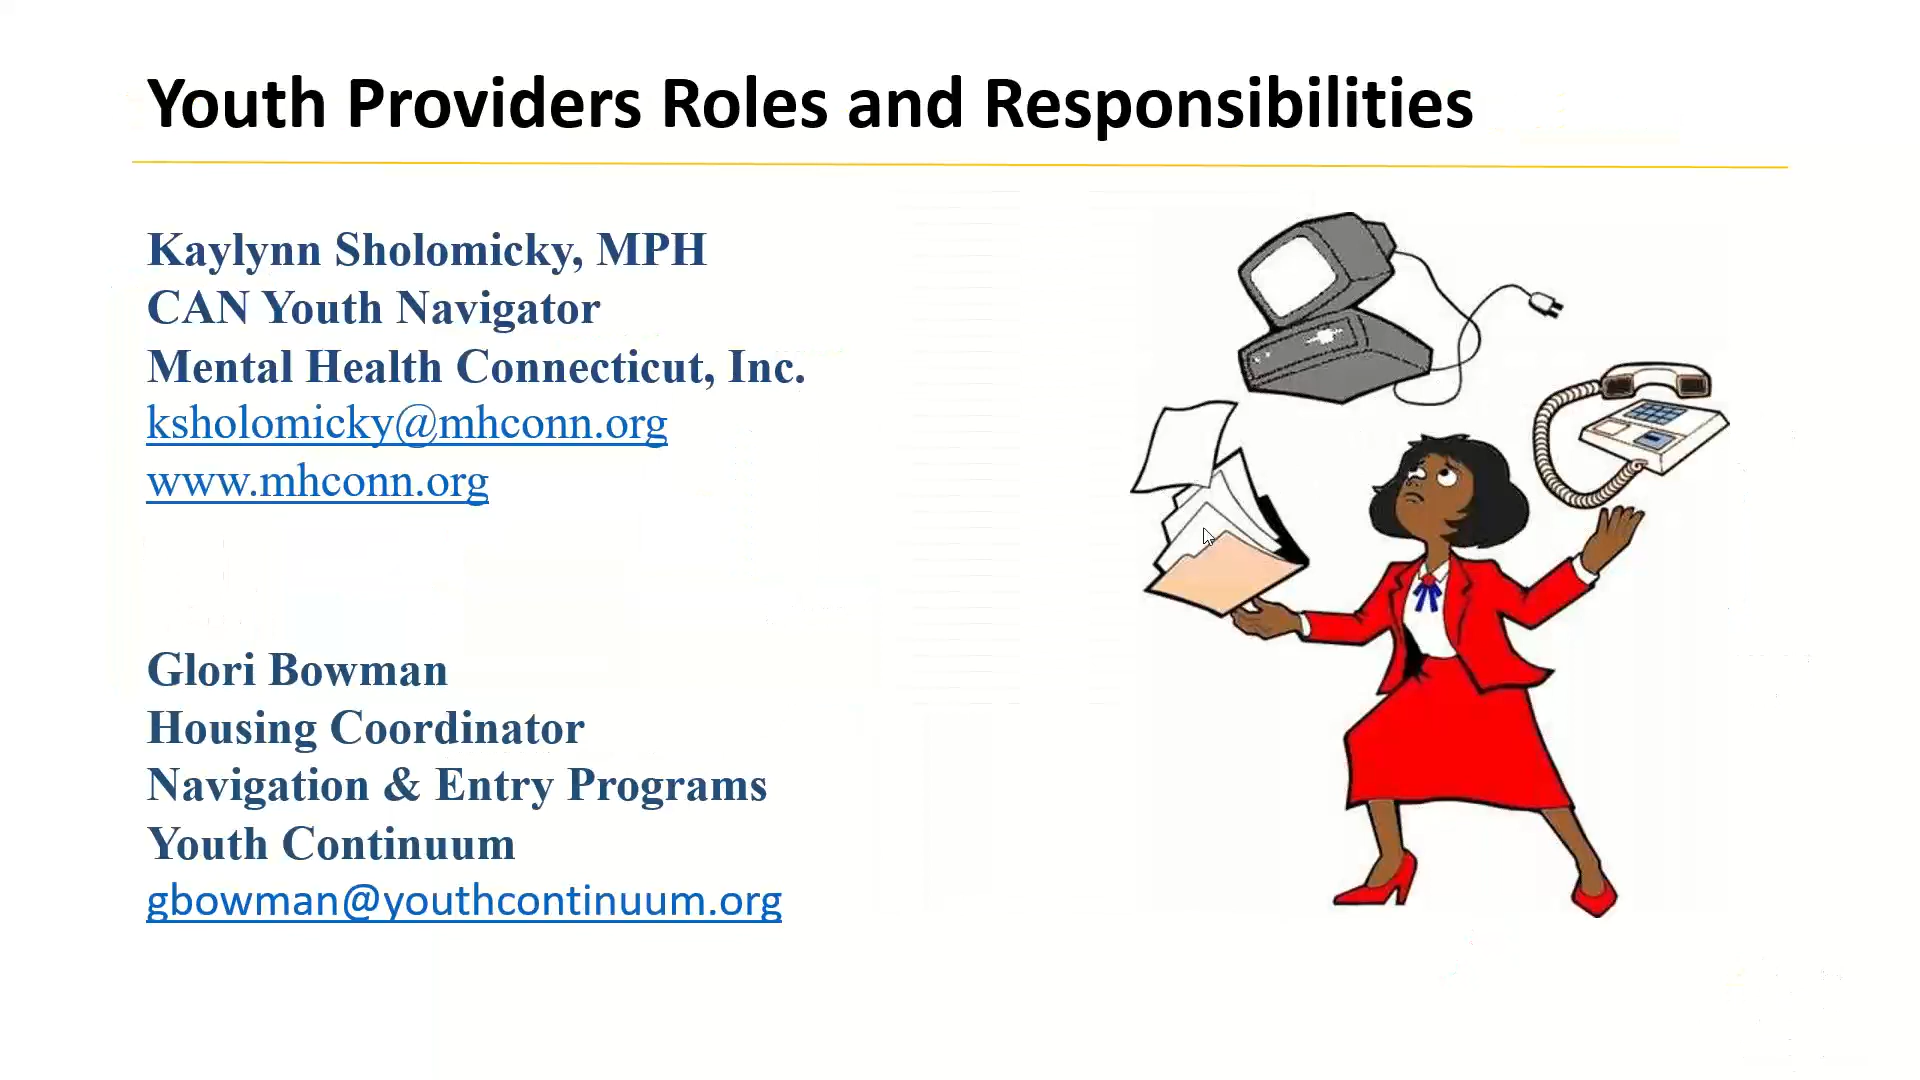 Youth Providers Roles and Responsibilities
Kaylynn Sholomicky, MPH
CAN Youth Navigator
Mental Health Connecticut, Inc.
ksholomicky@mhconn.org
www.mhconn.org
Glori Bowman
Housing Coordinator
Navigation & Entry Programs
Youth Continuum
gbowman@youthcontinuum.org